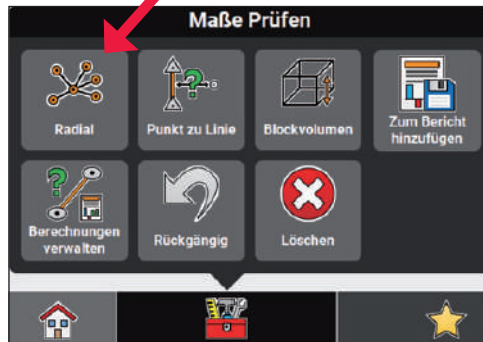 Maße Prüfen
Radial
Punkt zu Linie
Blockvolumen
Zum Bericht
hinzufügen
Berechnungen
verwalten
Rückgängig
Löschen